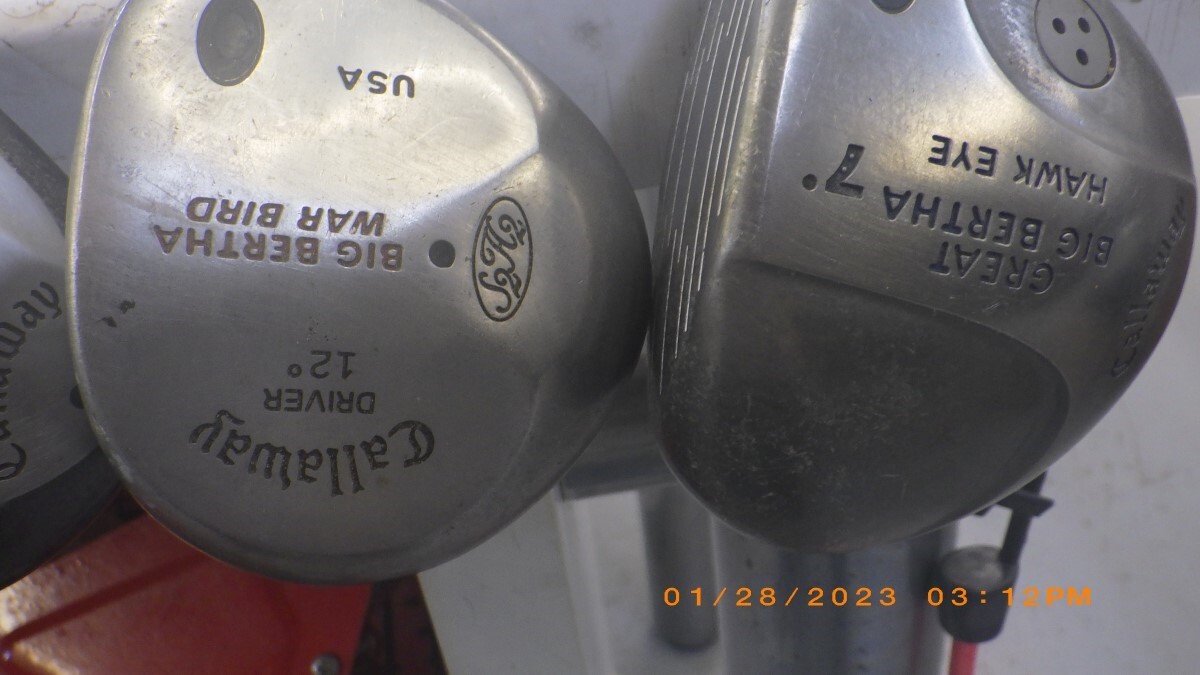 Callaway
DRIVER
12°
BIG BERTHA
WAR BIRD
S2H2
USA
Callaway
GREAT
BIG BERTHA 7
HAWK EYE
Callaway
01/28/2023 03:12PM